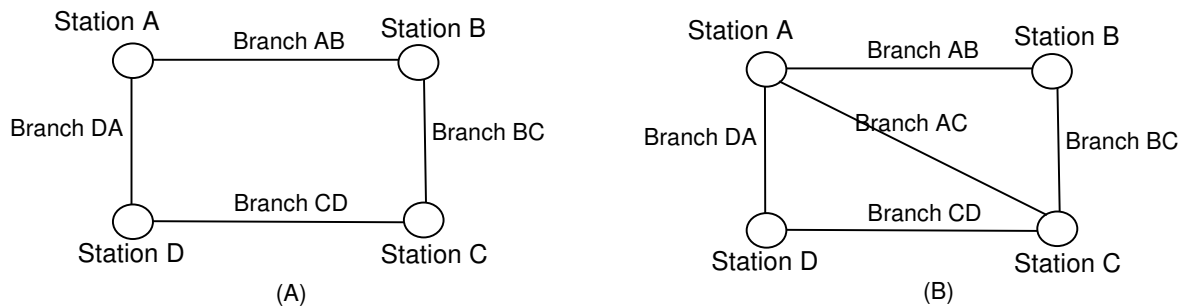 Station A
Branch AB
Station B
Branch DA
Branch BC
Branch CD
Station D
Station C
(A)
Station A
Branch AB
Station B
Branch DA
Branch AC
Branch BC
Branch CD
Station D
Station C
(B)